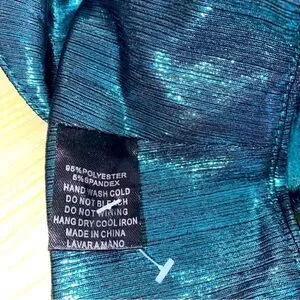 95%POLYESTER
5%SPANDEX
HAND WASH COLD
DO NOT BLEACH
DO NOT WINING
HANG DRY COOL IRON
MADE IN CHINA
LAVAR A MANO